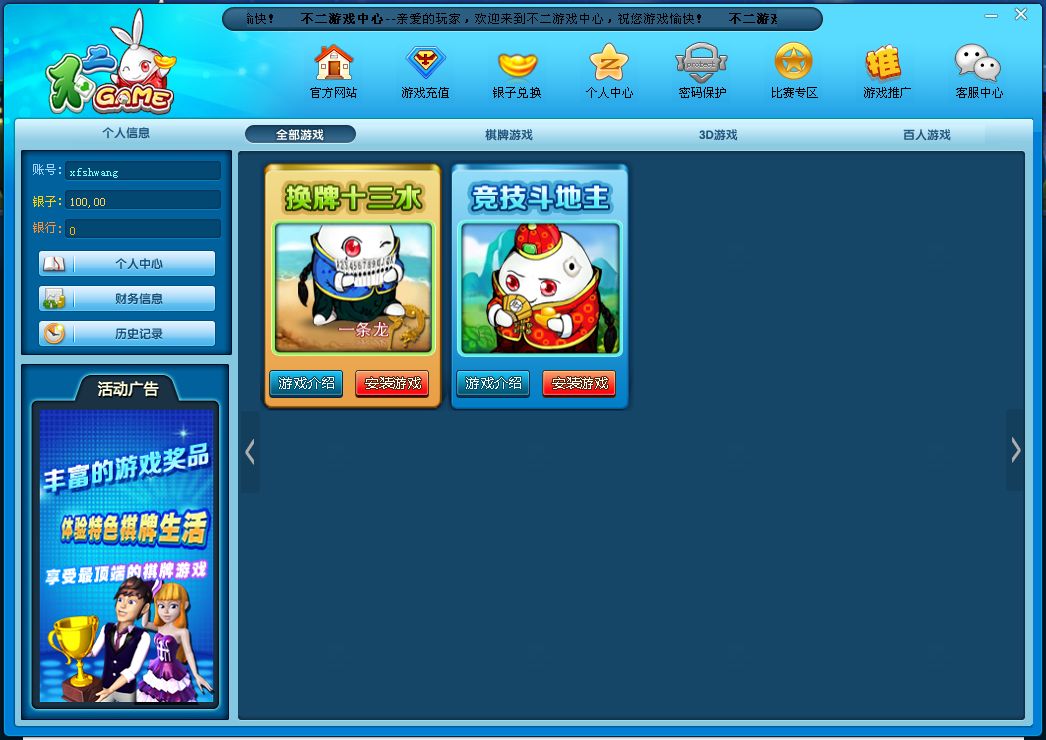 愉快！ 不二游戏中心--亲爱的玩家，欢迎来到不二游戏中心，祝您游戏愉快！ 不二游戏
不二
GAME
官方网站
游戏充值
银子兑换
个人中心
protect
密码保护
比赛专区
推
游戏推广
客服中心
个人信息
全部游戏
棋牌游戏
3D游戏
百人游戏
账号：xfshwang
银子：100,00
银行：0
个人中心
财务信息
历史记录
换牌十三水
一条龙
游戏介绍
安装游戏
竞技斗地主
游戏介绍
安装游戏
活动广告
丰富的游戏奖品
体验特色棋牌生活
享受最顶端的棋牌游戏